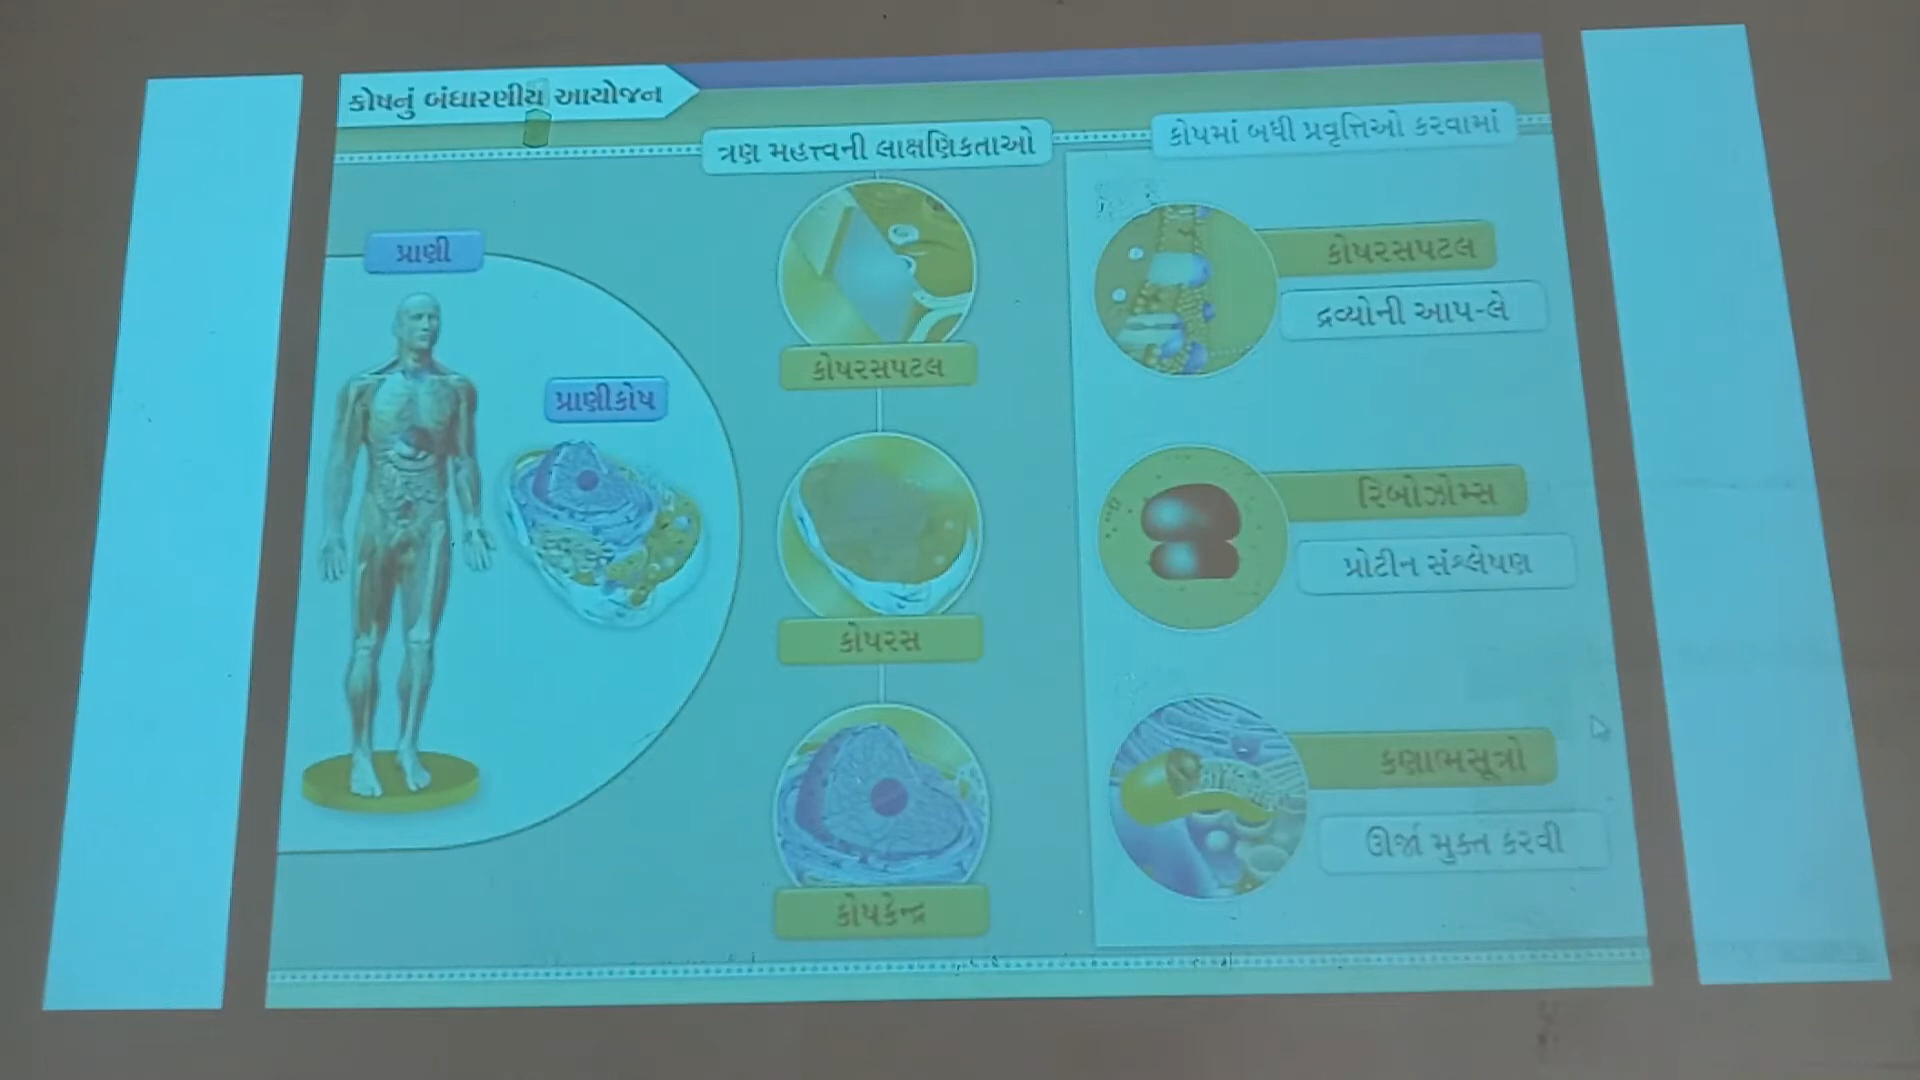 કોષનું બંધારણીય આયોજન
ત્રણ મહત્ત્વની લાક્ષણિકતાઓ
કોષમાં બધી પ્રવૃત્તિઓ કરવામાં
પ્રાણી
પ્રાણીકોષ
કોષરસપટલ
કોષરસ
કોષકેન્દ્ર
કોષરસપટલ
દ્રવ્યોની આપ-લે
રિબોઝોમ્સ
પ્રોટીન સંશ્લેષણ
કણાભસૂત્રો
ઊર્જા મુક્ત કરવી